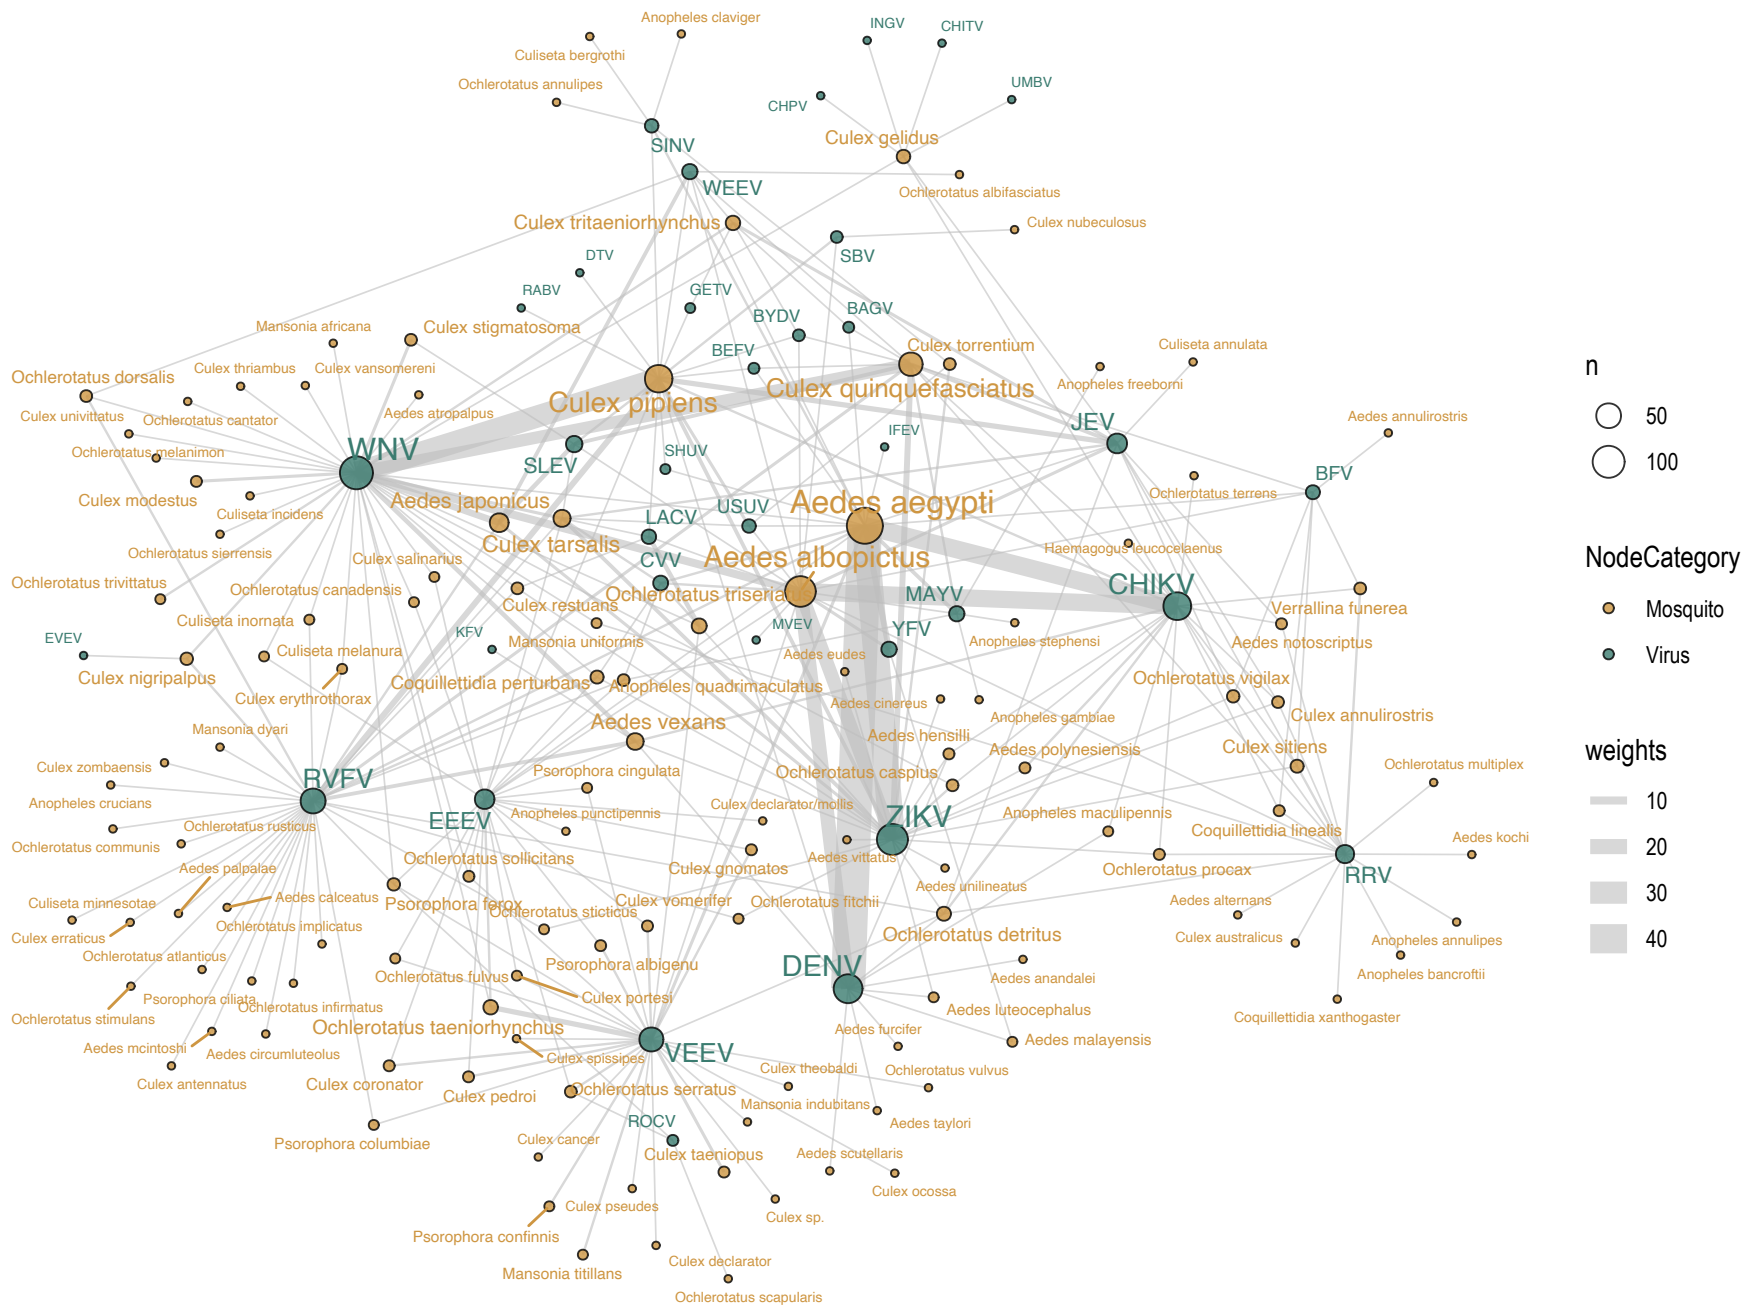 Anopheles claviger
INGV
CHITV
Culiseta bergrothi
Ochlerotatus annulipes
UMBV
CHPV
SINV
Culex gelidus
WEEV
Ochlerotatus albifasciatus
Culex tritaeniorhynchus
Culex nubeculosus
DTV
SBV
RABV
GETV
BYDV
BAGV
Mansonia africana
Culex stigmatosoma
BEFV
Culex torrentium
Culiseta annulata
Ochlerotatus dorsalis
Culex thriambus
Culex vansomereni
Anopheles freeborni
Culex quinquefasciatus
Culex pipiens
Culex univittatus
Ochlerotatus cantator
Aedes atropalpus
Aedes annulirostris
JEV
IFEV
WNV
SHUV
SLEV
Ochlerotatus melanimon
BFV
Culex modestus
Ochlerotatus terrens
Aedes japonicus
Aedes aegypti
USUV
LACV
Culiseta incidens
Culex tarsalis
Ochlerotatus sierrensis
Haemagogus leucocelaenus
Aedes albopictus
Culex salinarius
CVV
Ochlerotatus trivittatus
Ochlerotatus canadensis
Ochlerotatus triseriatus
MAYV
CHIKV
Culex restuans
Verrallina funerea
Culiseta inornata
MVEV
YFV
KFV
Mansonia uniformis
Anopheles stephensi
Aedes notoscriptus
EVEV
Culiseta melanura
Aedes eudes
Culex nigripalpus
Coquillettidia perturbans
Anopheles quadrimaculatus
Ochlerotatus vigilax
Culex erythrothorax
Aedes cinereus
Anopheles gambiae
Culex annulirostris
Mansonia dyari
Aedes vexans
Aedes hensilli
Aedes polynesiensis
Culex sitiens
Culex zombaensis
Psorophora cingulata
Ochlerotatus caspius
Ochlerotatus multiplex
RVFV
Anopheles crucians
Culex declarator/mollis
Anopheles punctipennis
Anopheles maculipennis
EEEV
ZIKV
Ochlerotatus rusticus
Coquillettidia linealis
Aedes kochi
Ochlerotatus communis
Ochlerotatus sollicitans
Aedes vittatus
Culex gnomatos
Ochlerotatus procax
RRV
Aedes palpalae
Aedes unilineatus
Culiseta minnesotae
Aedes calceatus
Psorophora ferox
Ochlerotatus sticticus
Culex vomerifer
Ochlerotatus fitchii
Aedes alternans
Culex erraticus
Ochlerotatus implicatus
Ochlerotatus detritus
Culex australicus
Anopheles annulipes
Ochlerotatus atlanticus
Ochlerotatus fulvus
Psorophora albigenu
DENV
Aedes anandalei
Anopheles bancroftii
Psorophora ciliata
Ochlerotatus infirmatus
Culex portesi
Ochlerotatus stimulans
Aedes luteocephalus
Coquillettidia xanthogaster
Ochlerotatus taeniorhynchus
Aedes furcifer
Aedes malayensis
Aedes mcintoshi
Aedes circumluteolus
Culex spissipes
VEEV
Culex antennatus
Culex coronator
Culex pedroi
Ochlerotatus serratus
Culex theobaldi
Ochlerotatus vulvus
Mansonia indubitans
Aedes taylori
ROCV
Psorophora columbiae
Culex cancer
Culex taeniopus
Aedes scutellaris
Culex ocossa
Culex pseudes
Culex sp.
Psorophora confinnis
Mansonia titillans
Culex declarator
Ochlerotatus scapularis
n
50
100
NodeCategory
Mosquito
Virus
weights
10
20
30
40